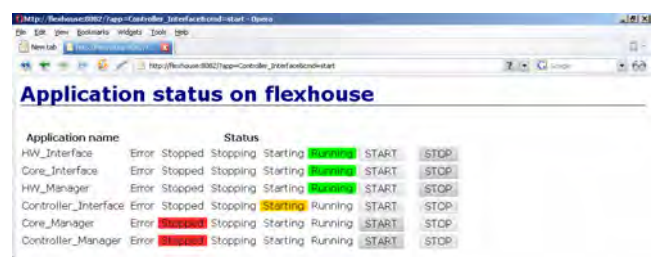 http://flexhouse:8082/?app=Controller_Interface&cmd=start - Opera
File Edit View Bookmarks Widgets Tools Help
New tab
http://flexhouse:8082/?app=Controller_Interface&cmd=start
Application status on flexhouse
Application name Status
HW_Interface Error Stopped Stopping Starting Running START STOP
Core_Interface Error Stopped Stopping Starting Running START STOP
HW_Manager Error Stopped Stopping Starting Running START STOP
Controller_Interface Error Stopped Stopping Starting Running START STOP
Core_Manager Error Stopped Stopping Starting Running START STOP
Controller_Manager Error Stopped Stopping Starting Running START STOP